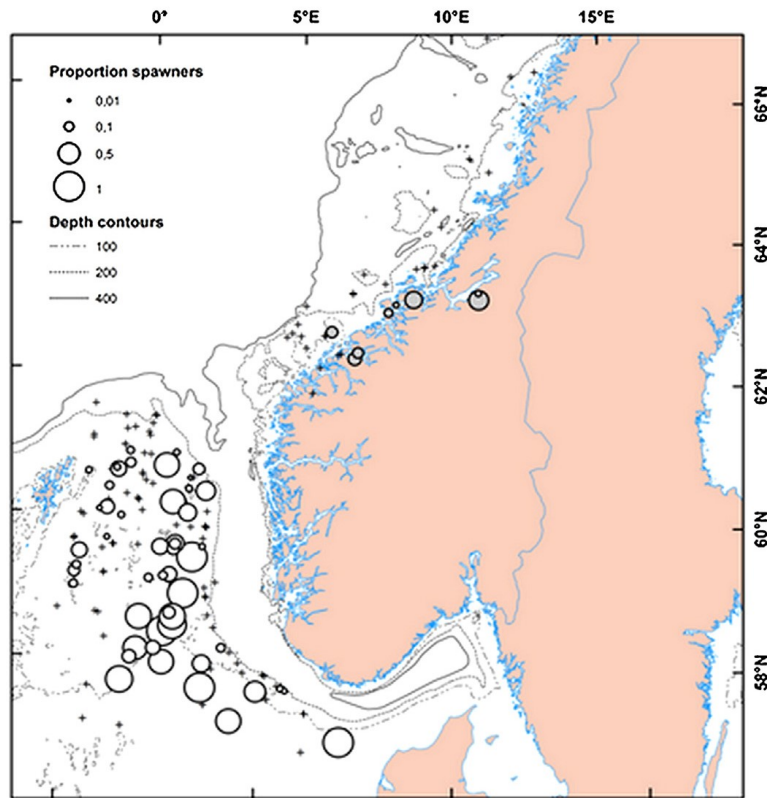 0° 5°E 10°E 15°E
Proportion spawners
0,01
0,1
0,5
1
Depth contours
100
200
400
66°N
64°N
62°N
60°N
58°N